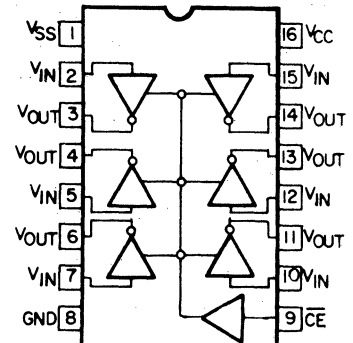 VSS 1 16 VCC
VIN 2 15 VIN
VOUT 3 14 VOUT
VOUT 4 13 VOUT
VIN 5 12 VIN
VOUT 6 11 VOUT
VIN 7 10 VIN
GND 8 9 C̅E̅